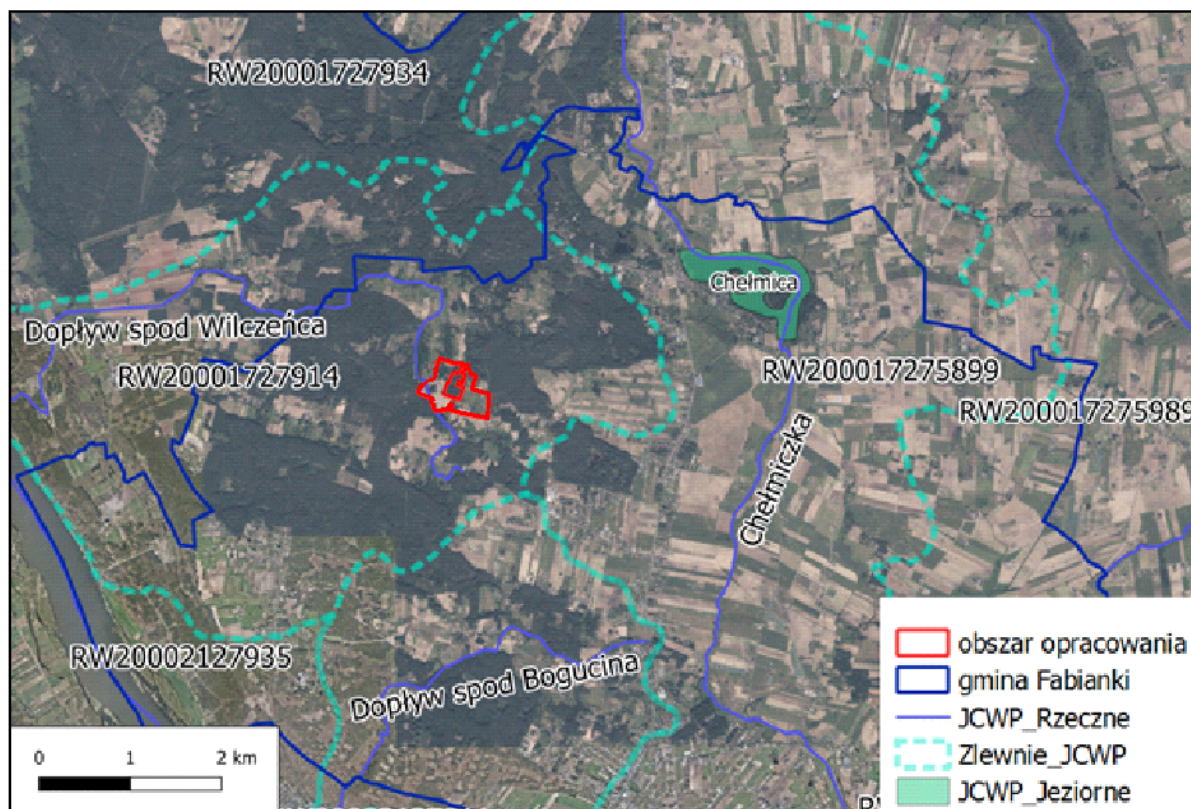 RW20001727934
Chełmica
Dopływ spod Wilczeńca
RW20001727914
RW200017275899
RW200017275989
Chełmiczka
RW20002127935
Dopływ spod Bogucina
obszar opracowania
gmina Fabianki
JCWP_Rzeczne
Zlewnie_JCWP
JCWP_Jeziorne
0 1 2 km